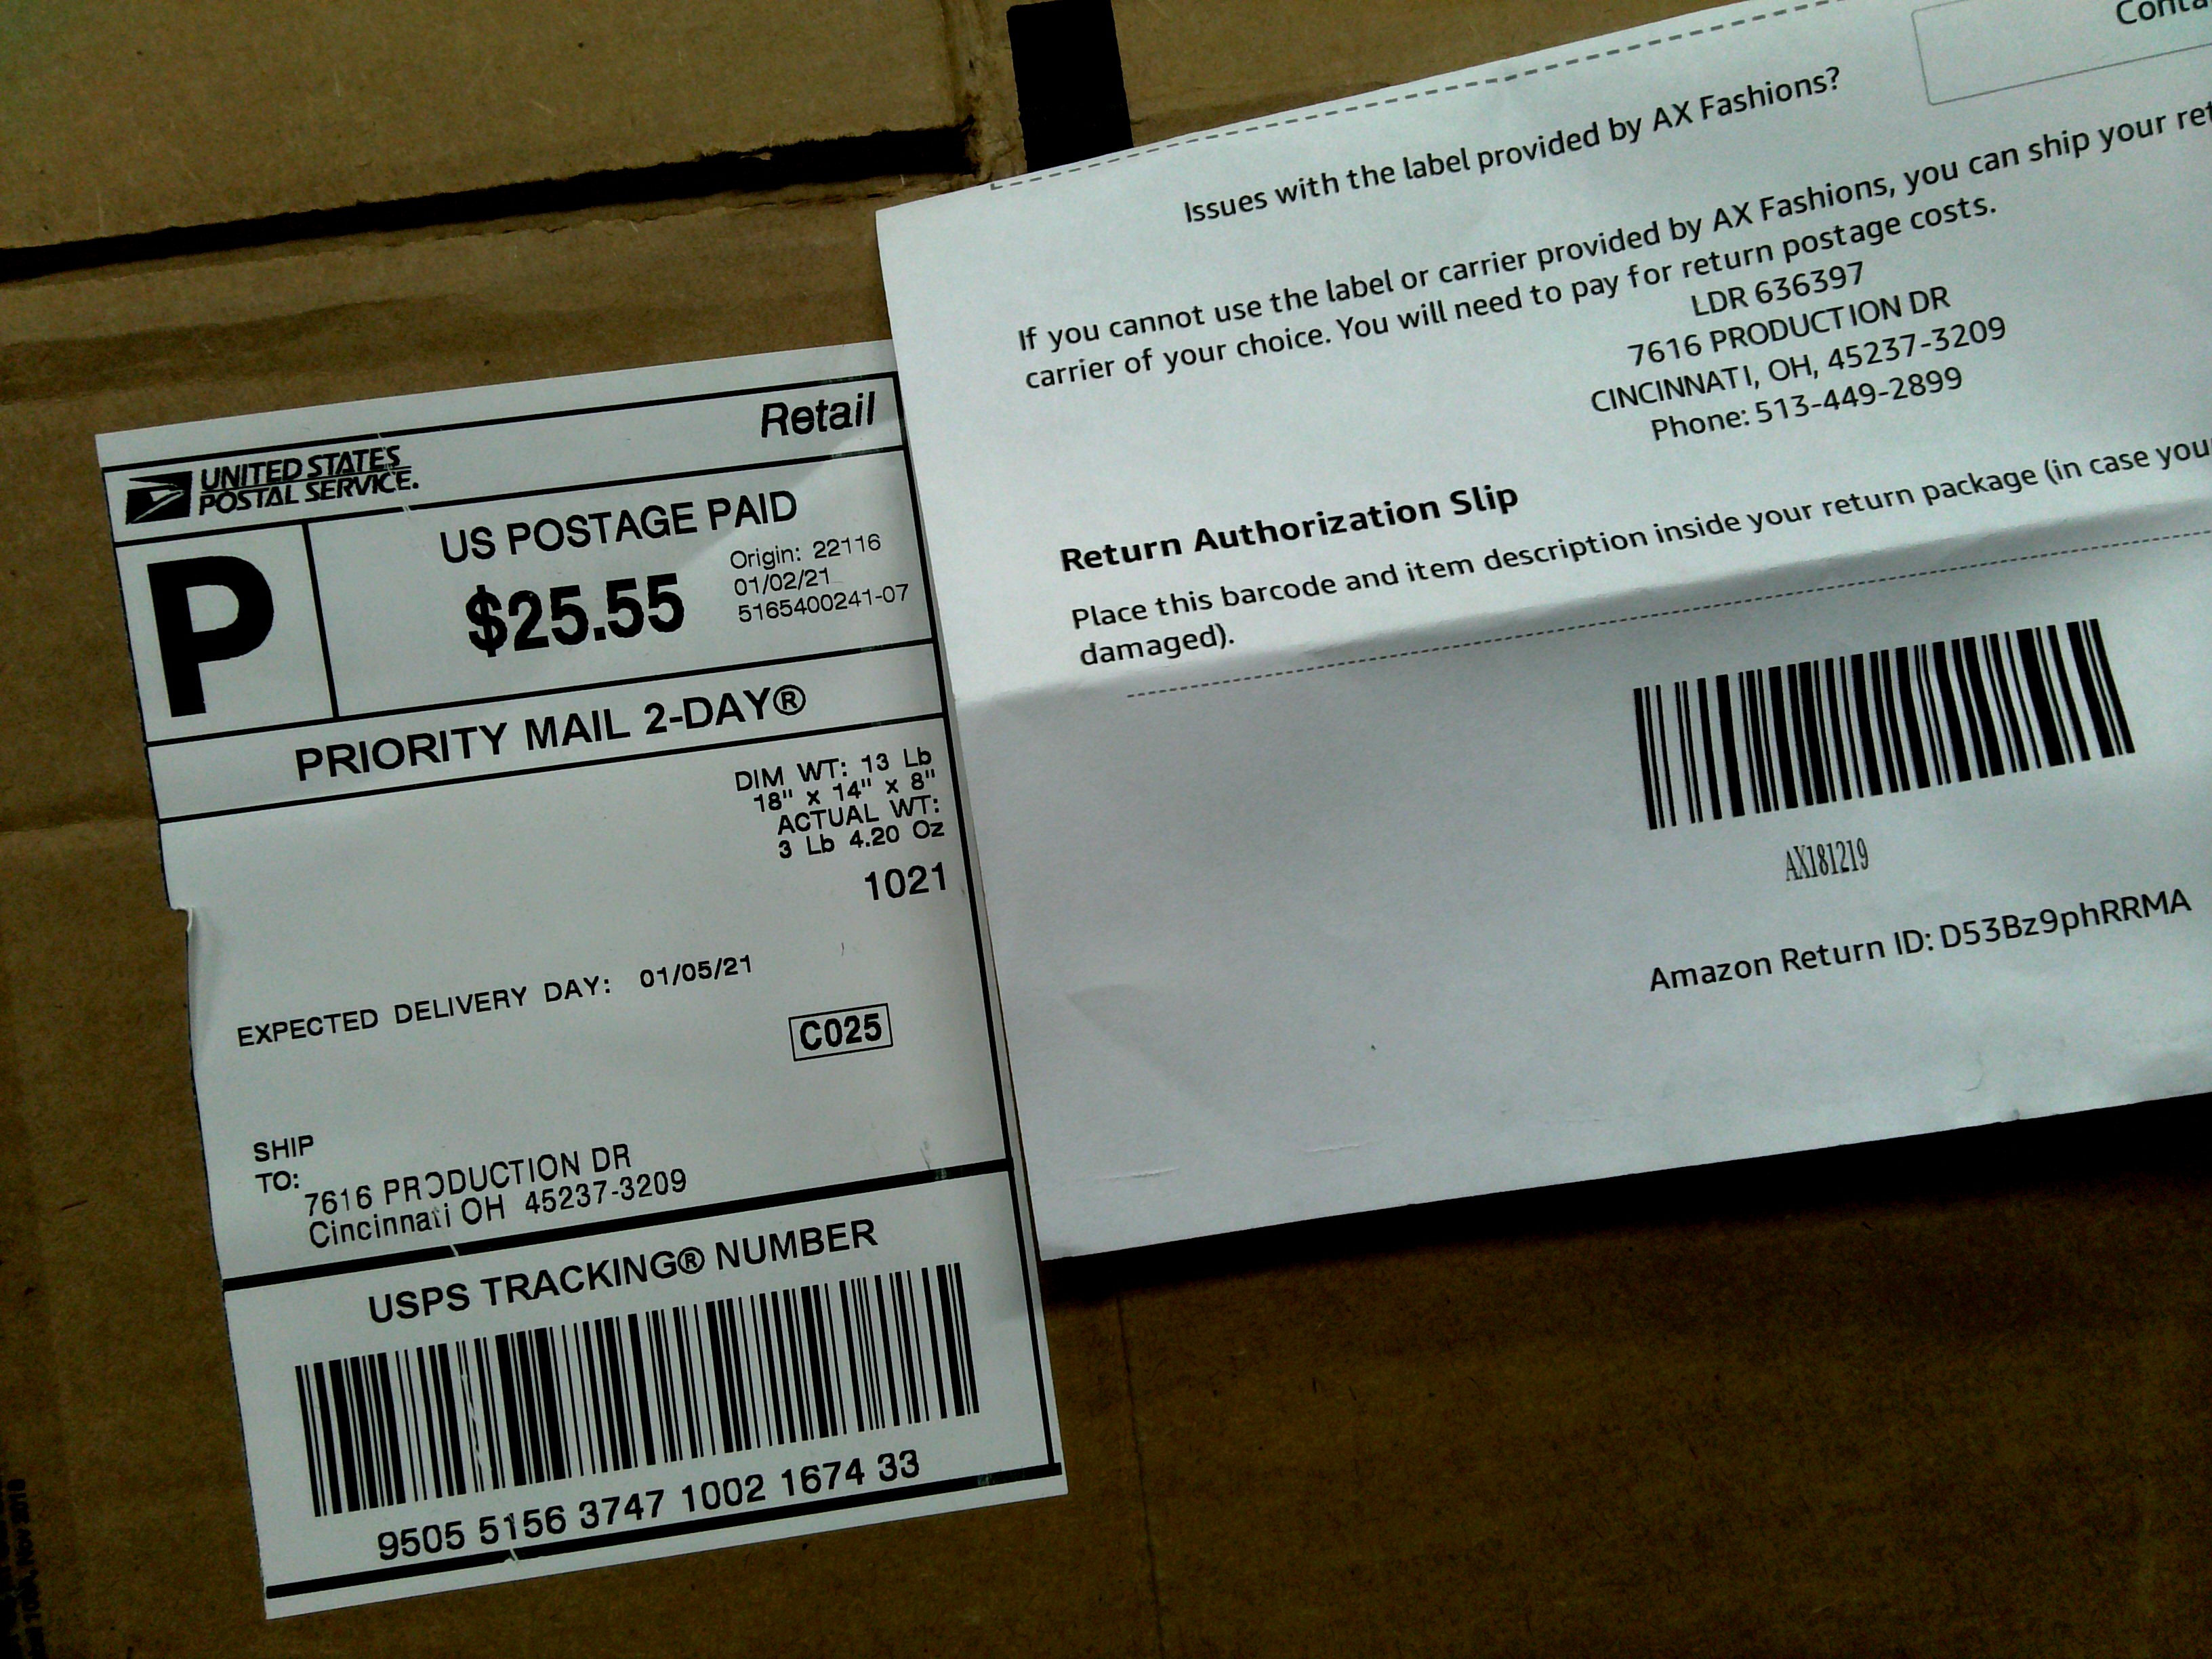 Retail
UNITED STATES
POSTAL SERVICE.
P
US POSTAGE PAID
$25.55
Origin: 22116
01/02/21
5165400241-07
PRIORITY MAIL 2-DAY®
DIM WT: 13 Lb
18" x 14" x 8"
ACTUAL WT:
3 Lb 4.20 Oz
1021
EXPECTED DELIVERY DAY: 01/05/21
C025
SHIP
TO:
7616 PRODUCTION DR
Cincinnati OH 45237-3209
USPS TRACKING® NUMBER
9505 5156 3747 1002 1674 33
Issues with the label provided by AX Fashions?
If you cannot use the label or carrier provided by AX Fashions, you can ship your
carrier of your choice. You will need to pay for return postage costs.
LDR 636397
7616 PRODUCTION DR
CINCINNATI, OH, 45237-3209
Phone: 513-449-2899
Return Authorization Slip
Place this barcode and item description inside your return package (in case you
damaged).
AX181219
Amazon Return ID: D53Bz9phRRMA